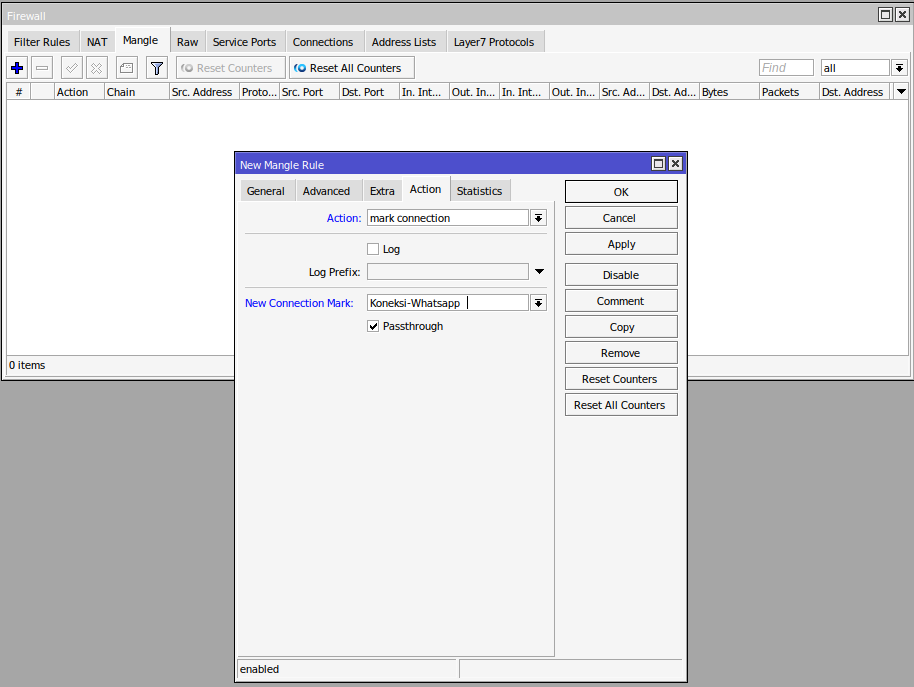 Firewall
Filter Rules NAT Mangle Raw Service Ports Connections Address Lists Layer7 Protocols
Reset Counters Reset All Counters Find all
# Action Chain Src. Address Proto... Src. Port Dst. Port In. Int... Out. In... In. Int... Out. In... Src. Ad... Dst. Ad... Bytes Packets Dst. Address
New Mangle Rule
General Advanced Extra Action Statistics
OK
Action: mark connection
Cancel
Apply
Log
Log Prefix:
Disable
New Connection Mark: Koneksi-Whatsapp
Comment
Passthrough
Copy
Remove
0 items
Reset Counters
Reset All Counters
enabled